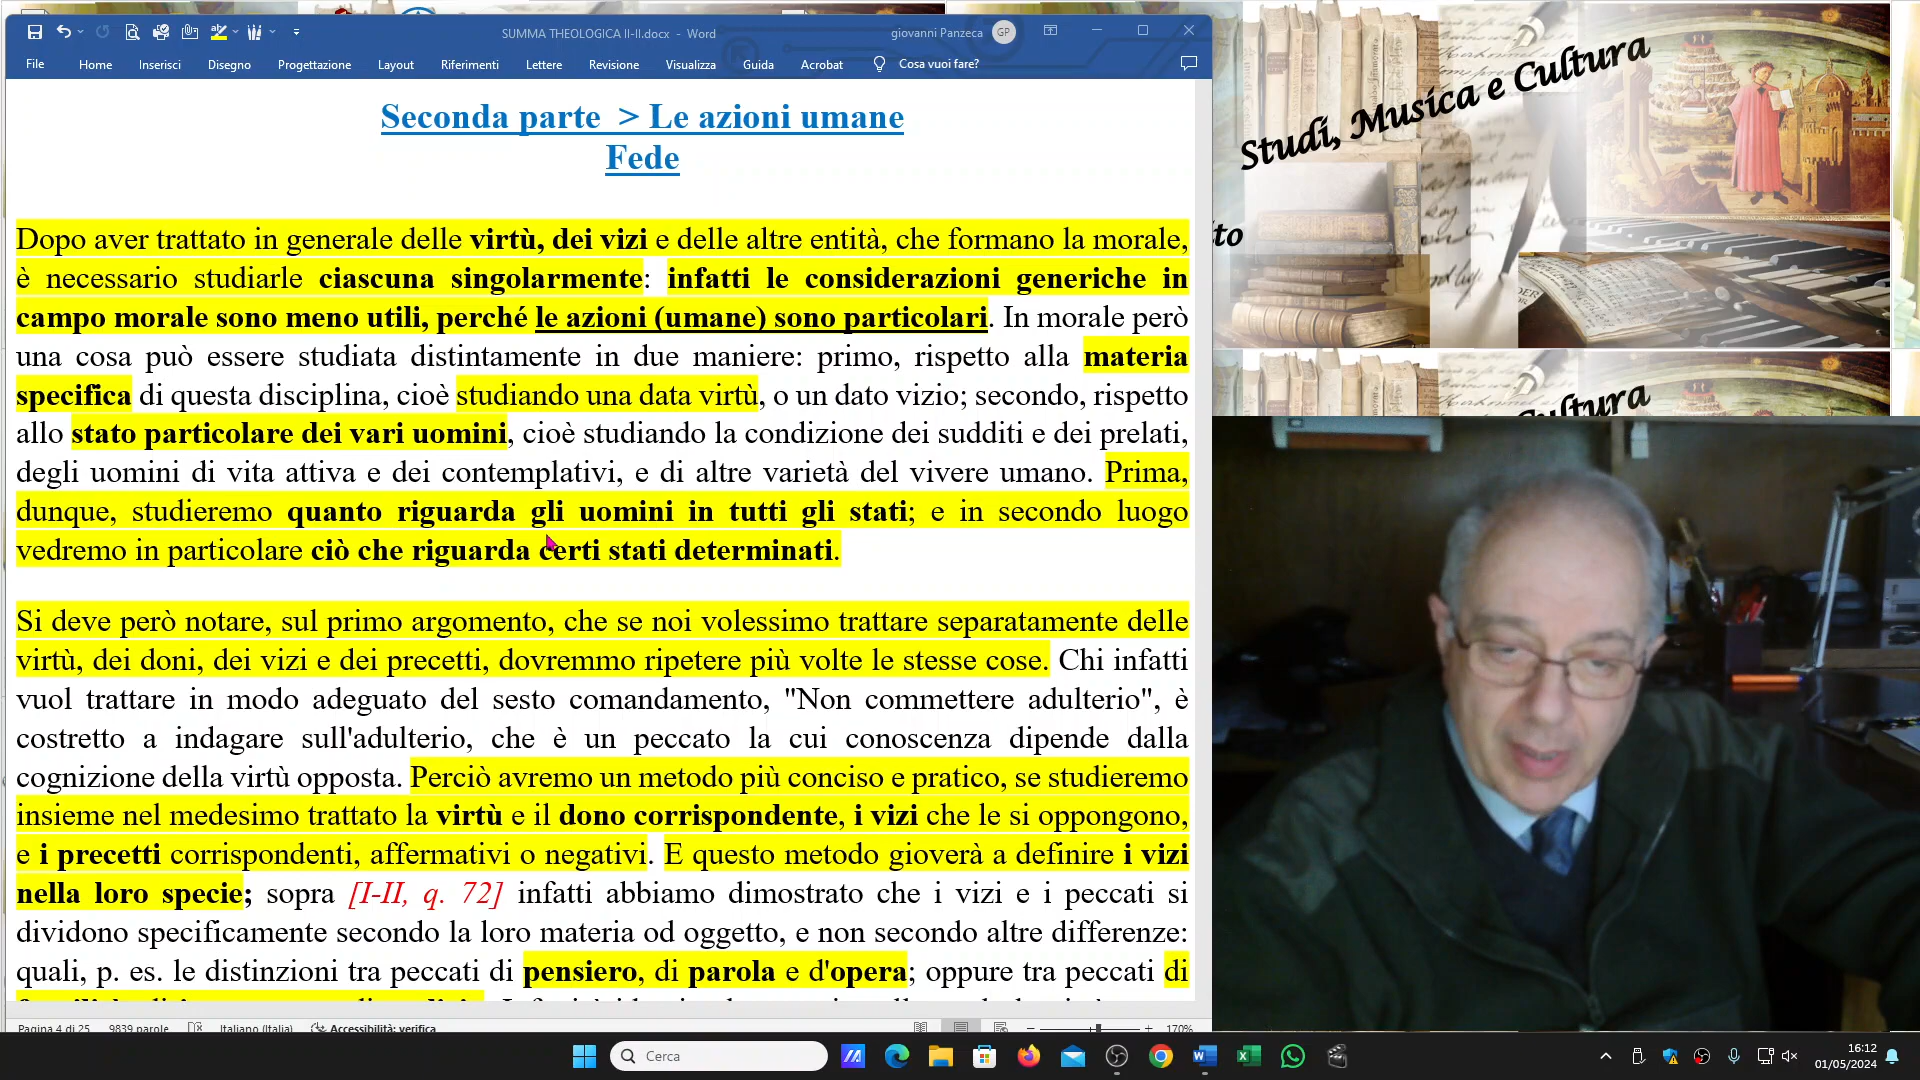 SUMMA THEOLOGICA II-II.docx - Word
giovanni Panzeca
GP
File Home Inserisci Disegno Progettazione Layout Riferimenti Lettere Revisione Visualizza Guida Acrobat Cosa vuoi fare?
Seconda parte > Le azioni umane
Fede
Dopo aver trattato in generale delle virtù, dei vizi e delle altre entità, che formano la morale,
è necessario studiarle ciascuna singolarmente: infatti le considerazioni generiche in
campo morale sono meno utili, perché le azioni (umane) sono particolari. In morale però
una cosa può essere studiata distintamente in due maniere: primo, rispetto alla materia
specifica di questa disciplina, cioè studiando una data virtù, o un dato vizio; secondo, rispetto
allo stato particolare dei vari uomini, cioè studiando la condizione dei sudditi e dei prelati,
degli uomini di vita attiva e dei contemplativi, e di altre varietà del vivere umano. Prima,
dunque, studieremo quanto riguarda gli uomini in tutti gli stati; e in secondo luogo
vedremo in particolare ciò che riguarda certi stati determinati.
Si deve però notare, sul primo argomento, che se noi volessimo trattare separatamente delle
virtù, dei doni, dei vizi e dei precetti, dovremmo ripetere più volte le stesse cose. Chi infatti
vuol trattare in modo adeguato del sesto comandamento, "Non commettere adulterio", è
costretto a indagare sull'adulterio, che è un peccato la cui conoscenza dipende dalla
cognizione della virtù opposta. Perciò avremo un metodo più conciso e pratico, se studieremo
insieme nel medesimo trattato la virtù e il dono corrispondente, i vizi che le si oppongono,
e i precetti corrispondenti, affermativi o negativi. E questo metodo gioverà a definire i vizi
nella loro specie; sopra [I-II, q. 72] infatti abbiamo dimostrato che i vizi e i peccati si
dividono specificamente secondo la loro materia od oggetto, e non secondo altre differenze:
quali, p. es. le distinzioni tra peccati di pensiero, di parola e d'opera; oppure tra peccati di
Pagina 4 di 25 9839 parole Italiano (Italia) Accessibilità: verifica 170%
Studi, Musica e Cultura
to
Cultura
Cerca
16:12
01/05/2024